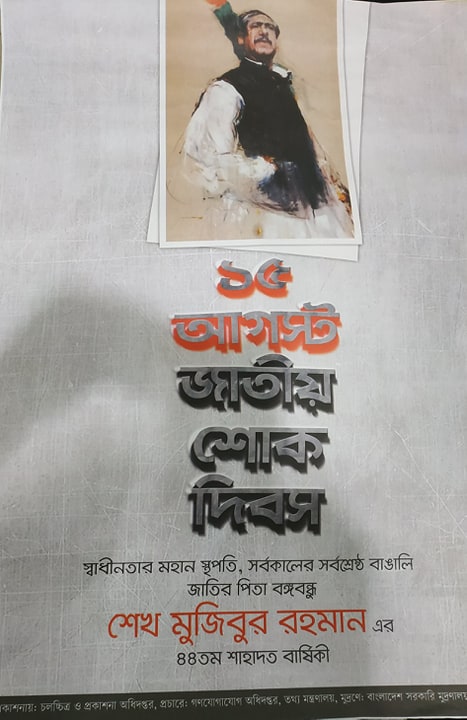 ১৫
আগস্ট
জাতীয়
শোক
দিবস
স্বাধীনতার মহান স্থপতি, সর্বকালের সর্বশ্রেষ্ঠ বাঙালি
জাতির পিতা বঙ্গবন্ধু
শেখ মুজিবুর রহমান এর
৪৪তম শাহাদত বার্ষিকী
প্রকাশনায়: চলচ্চিত্র ও প্রকাশনা অধিদপ্তর, প্রচারে: গণযোগাযোগ অধিদপ্তর, তথ্য মন্ত্রণালয়, মুদ্রণে: বাংলাদেশ সরকারি মুদ্রণালয়